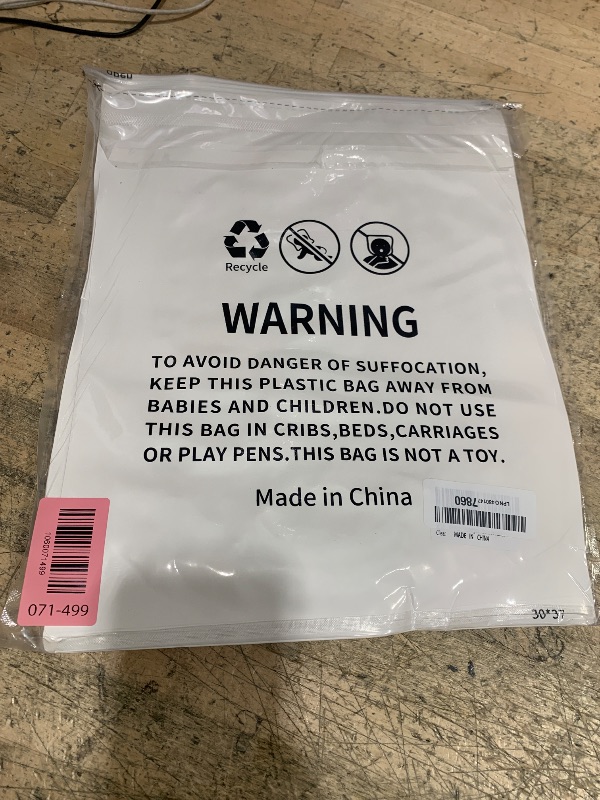 OPEN
Recycle
WARNING
TO AVOID DANGER OF SUFFOCATION,
KEEP THIS PLASTIC BAG AWAY FROM
BABIES AND CHILDREN.DO NOT USE
THIS BAG IN CRIBS,BEDS,CARRIAGES
OR PLAY PENS.THIS BAG IS NOT A TOY.
Made in China
7860
MADE IN CHINA
071-499
30*37